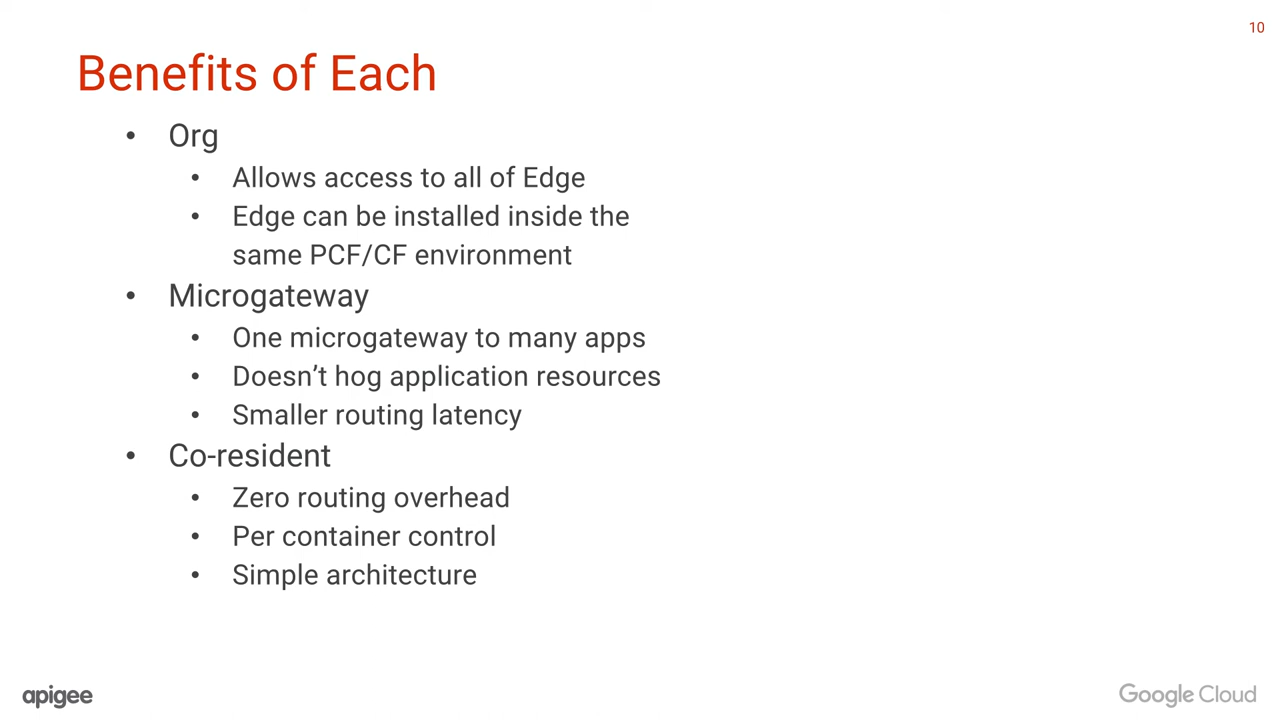 10
Benefits of Each
• Org
• Allows access to all of Edge
• Edge can be installed inside the
same PCF/CF environment
• Microgateway
• One microgateway to many apps
• Doesn’t hog application resources
• Smaller routing latency
• Co-resident
• Zero routing overhead
• Per container control
• Simple architecture
apigee
Google Cloud